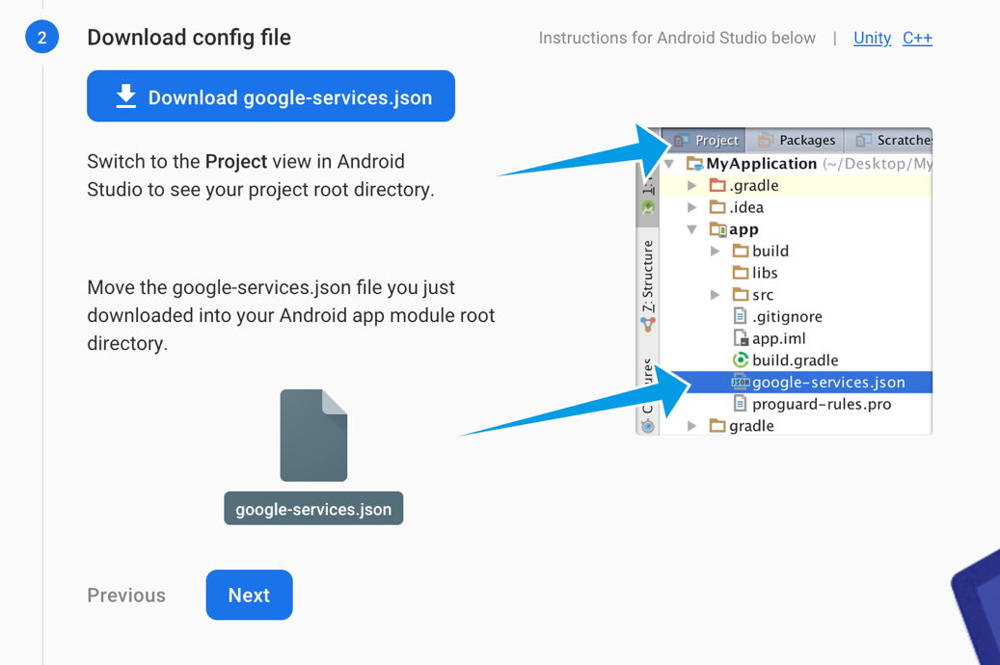 2
Download config file
Instructions for Android Studio below | Unity C++
Download google-services.json
Switch to the Project view in Android
Studio to see your project root directory.
Move the google-services.json file you just
downloaded into your Android app module root
directory.
google-services.json
Project Packages Scratche
MyApplication (~/Desktop/My
.gradle
.idea
app
build
libs
src
.gitignore
app.iml
build.gradle
JSON google-services.json
proguard-rules.pro
gradle
1:
7: Structure
Previous
Next